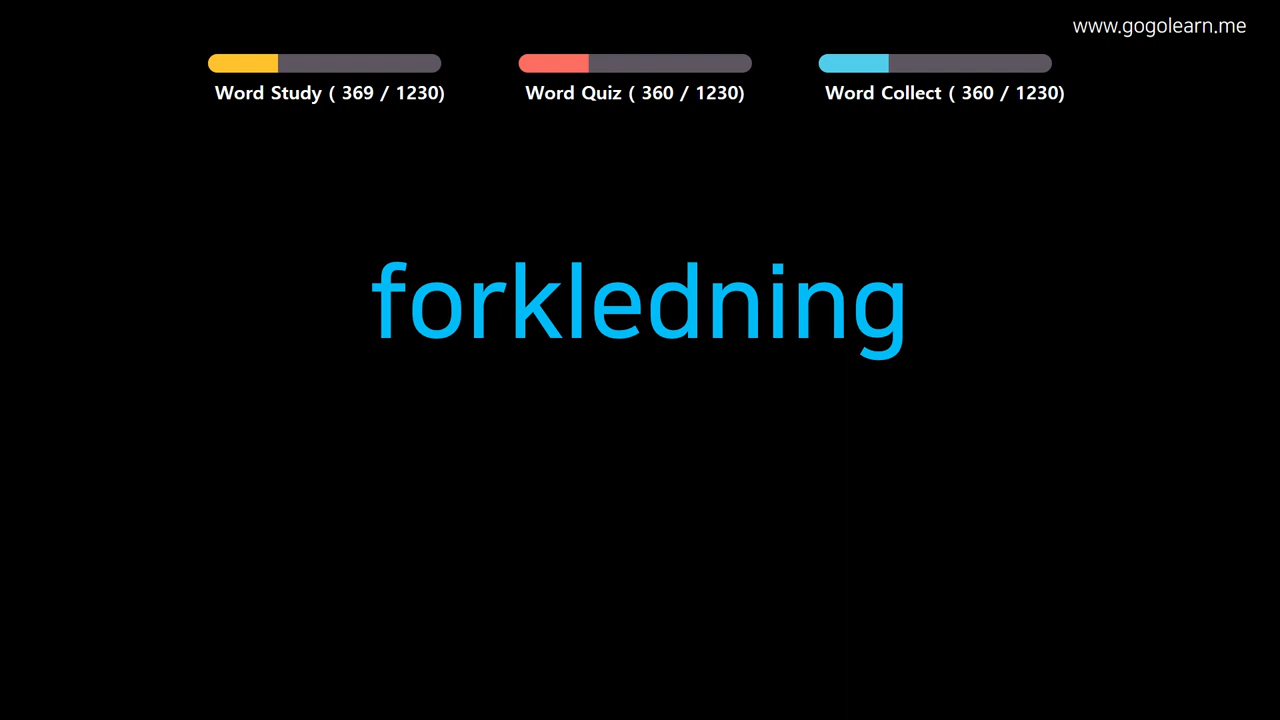 www.gogolearn.me
Word Study ( 369 / 1230)
Word Quiz ( 360 / 1230)
Word Collect ( 360 / 1230)
forkledning